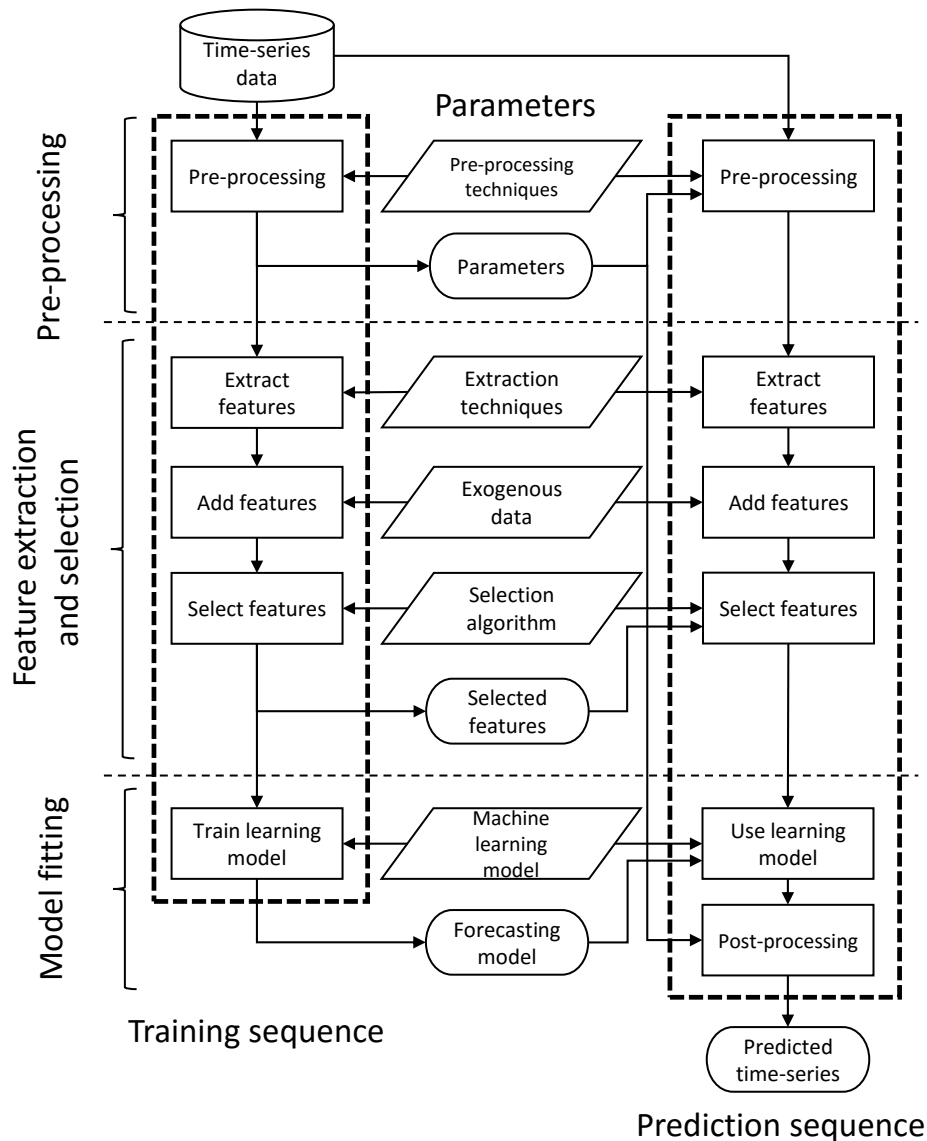 Time-series
data
Parameters
Pre-processing
Pre-processing
Pre-processing
techniques
Pre-processing
Parameters
Feature extraction
and selection
Extract
features
Extraction
techniques
Extract
features
Add features
Exogenous
data
Add features
Select features
Selection
algorithm
Select features
Selected
features
Model fitting
Train learning
model
Machine
learning
model
Use learning
model
Forecasting
model
Post-processing
Training sequence
Predicted
time-series
Prediction sequence